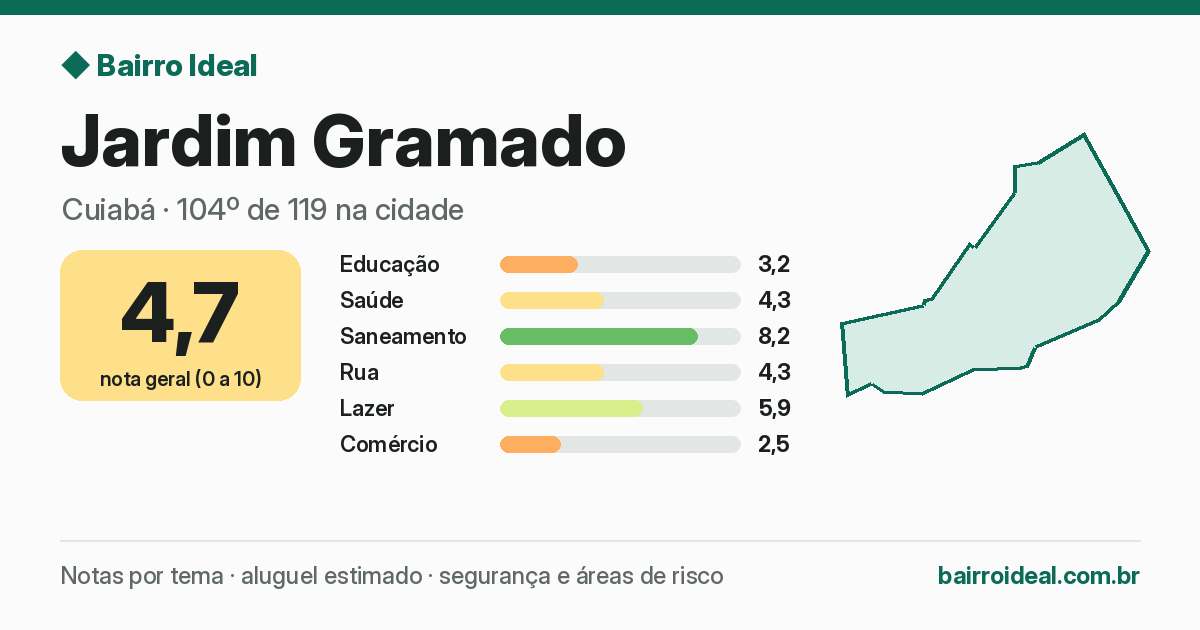 Bairro Ideal
Jardim Gramado
Cuiabá · 104º de 119 na cidade
4,7
nota geral (0 a 10)
Educação 3,2
Saúde 4,3
Saneamento 8,2
Rua 4,3
Lazer 5,9
Comércio 2,5
Notas por tema · aluguel estimado · segurança e áreas de risco
bairroideal.com.br